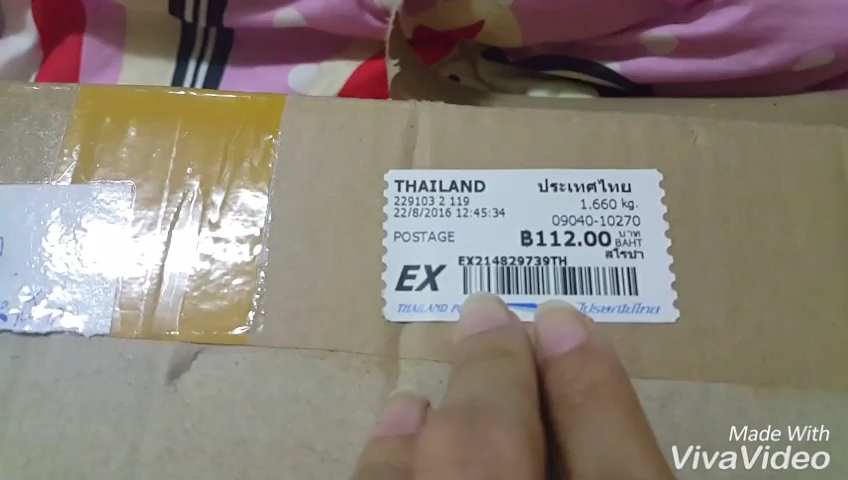 THAILAND ประเทศไทย
229103 2 119 1.660 kg.
22/8/2016 12:45:34 09040-10270
POSTAGE ฿112.00 บาท BAHT
สโรชา
EX EX214829739TH
THAILAND ไปรษณีย์ไทย
Made With
VivaVideo